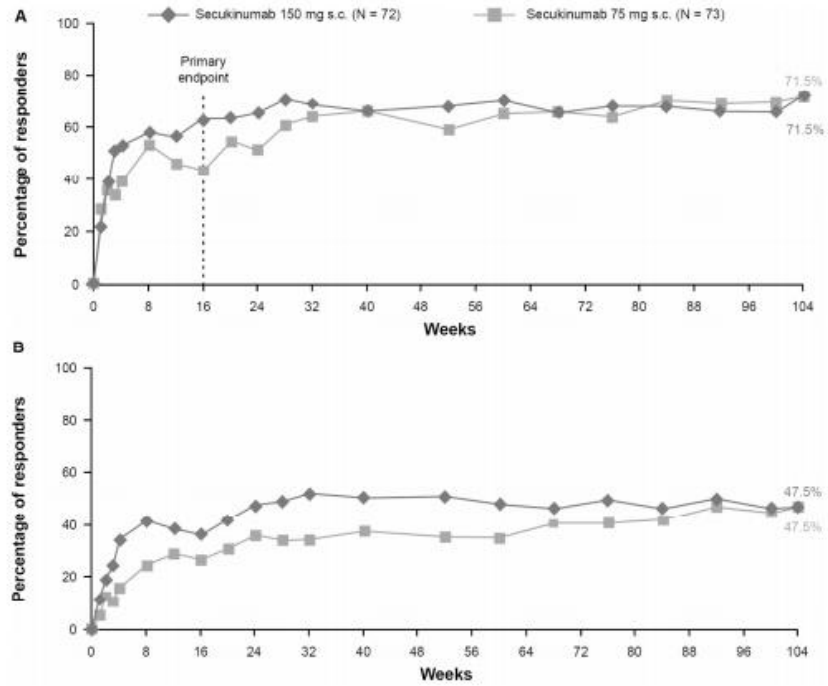 A
Secukinumab 150 mg s.c. (N = 72)
Secukinumab 75 mg s.c. (N = 73)
100
80
60
40
20
0
Percentage of responders
Primary
endpoint
71.5%
71.5%
0 8 16 24 32 40 48 56 64 72 80 88 96 104
Weeks
B
100
80
60
40
20
0
Percentage of responders
47.5%
47.5%
0 8 16 24 32 40 48 56 64 72 80 88 96 104
Weeks